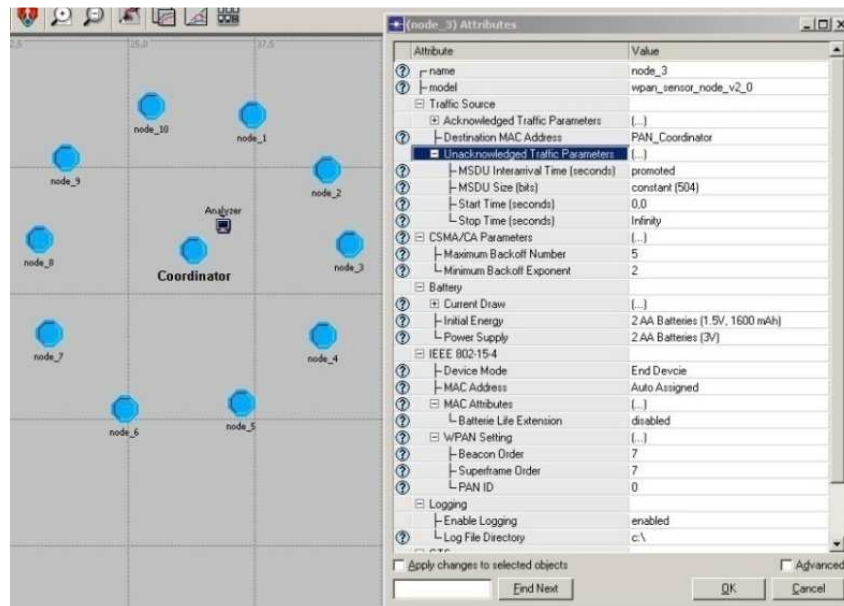 25,0
37,5
node_10
node_1
node_9
node_2
Analyzer
node_8
Coordinator
node_3
node_7
node_4
node_6
node_5
(node_3) Attributes
Attribute Value
name node_3
model wpan_sensor_node_v2_0
Traffic Source
Acknowledged Traffic Parameters (...)
Destination MAC Address PAN_Coordinator
Unacknowledged Traffic Parameters (...)
MSDU Interarrival Time (seconds) promoted
MSDU Size (bits) constant (504)
Start Time (seconds) 0,0
Stop Time (seconds) Infinity
CSMA/CA Parameters (...)
Maximum Backoff Number 5
Minimum Backoff Exponent 2
Battery
Current Draw (...)
Initial Energy 2 AA Batteries (1.5V, 1600 mAh)
Power Supply 2 AA Batteries (3V)
IEEE 802-15-4
Device Mode End Devcie
MAC Address Auto Assigned
MAC Attributes (...)
Batterie Life Extension disabled
WPAN Setting (...)
Beacon Order 7
Superframe Order 7
PAN ID 0
Logging
Enable Logging enabled
Log File Directory c:\
Apply changes to selected objects Advanced
Find Next OK Cancel